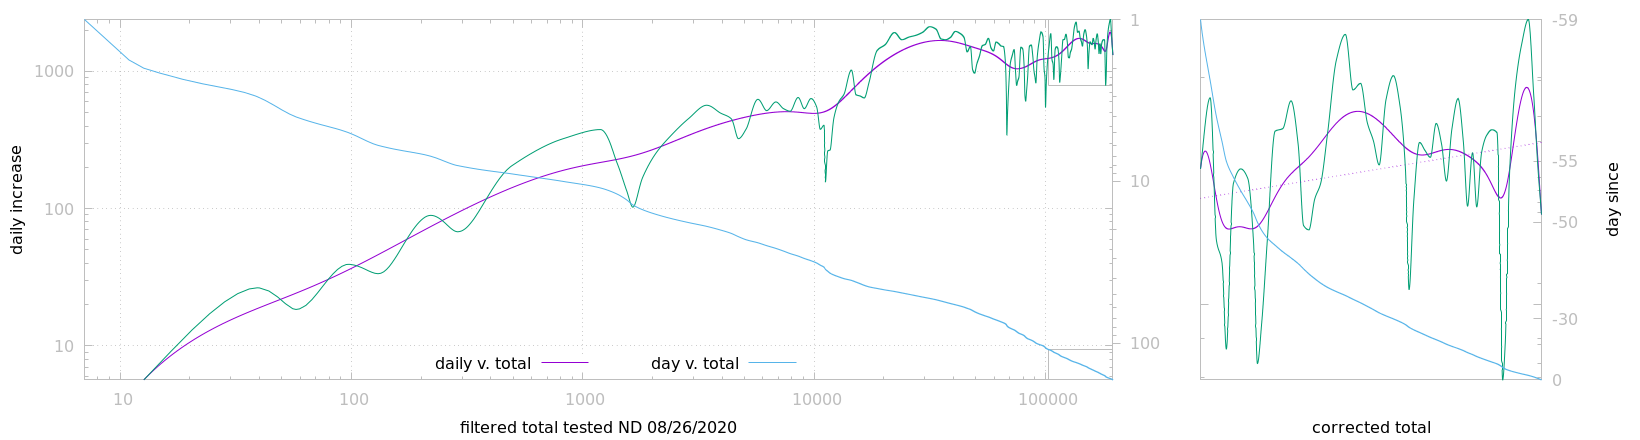 daily increase
1000
100
10
daily v. total
day v. total
10
100
1000
10000
100000
filtered total tested ND 08/26/2020
1
10
100
-59
-55
-50
-30
0
day since
corrected total